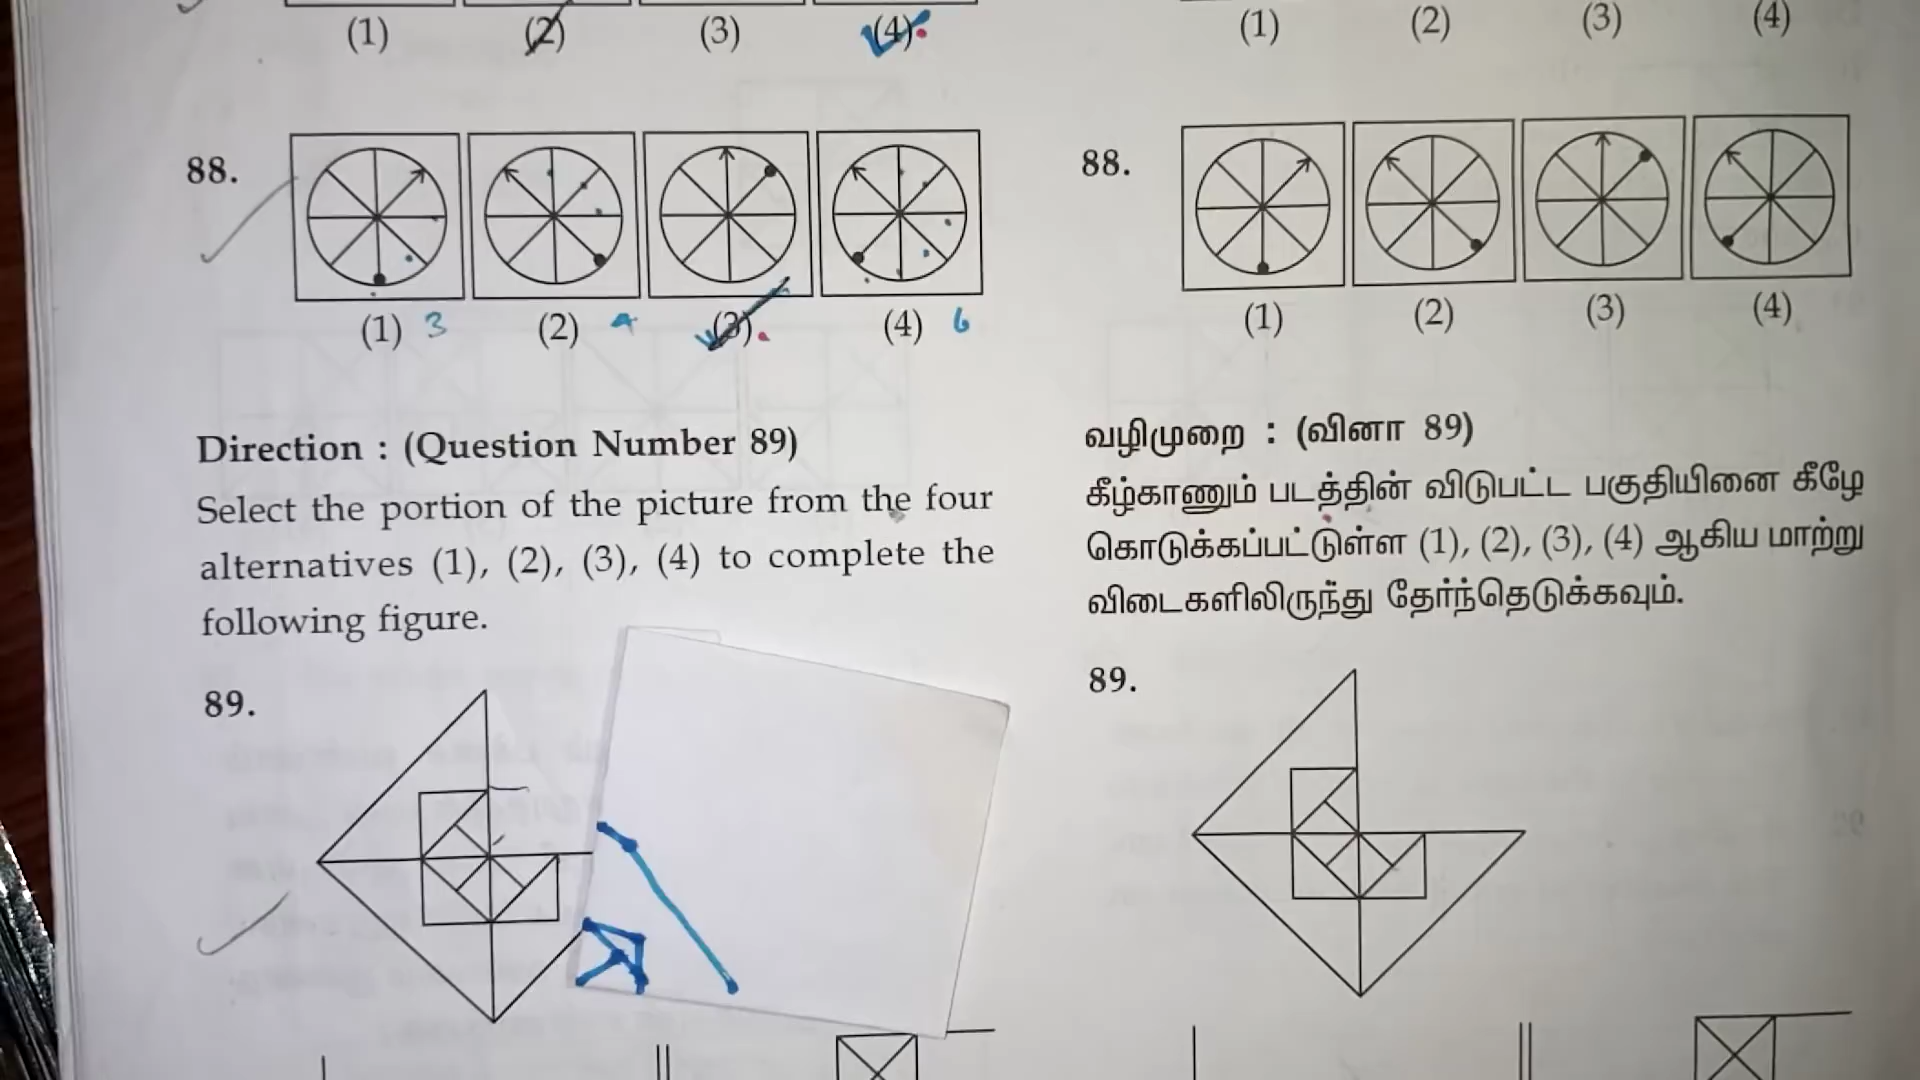 (1) (2) (3) (4)
88.
(1) 3 (2) 4 (3) (4) 6
Direction : (Question Number 89)
Select the portion of the picture from the four
alternatives (1), (2), (3), (4) to complete the
following figure.
89.
(1) (2) (3) (4)
88.
(1) (2) (3) (4)
வழிமுறை : (வினா 89)
கீழ்காணும் படத்தின் விடுபட்ட பகுதியினை கீழே
கொடுக்கப்பட்டுள்ள (1), (2), (3), (4) ஆகிய மாற்று
விடைகளிலிருந்து தேர்ந்தெடுக்கவும்.
89.